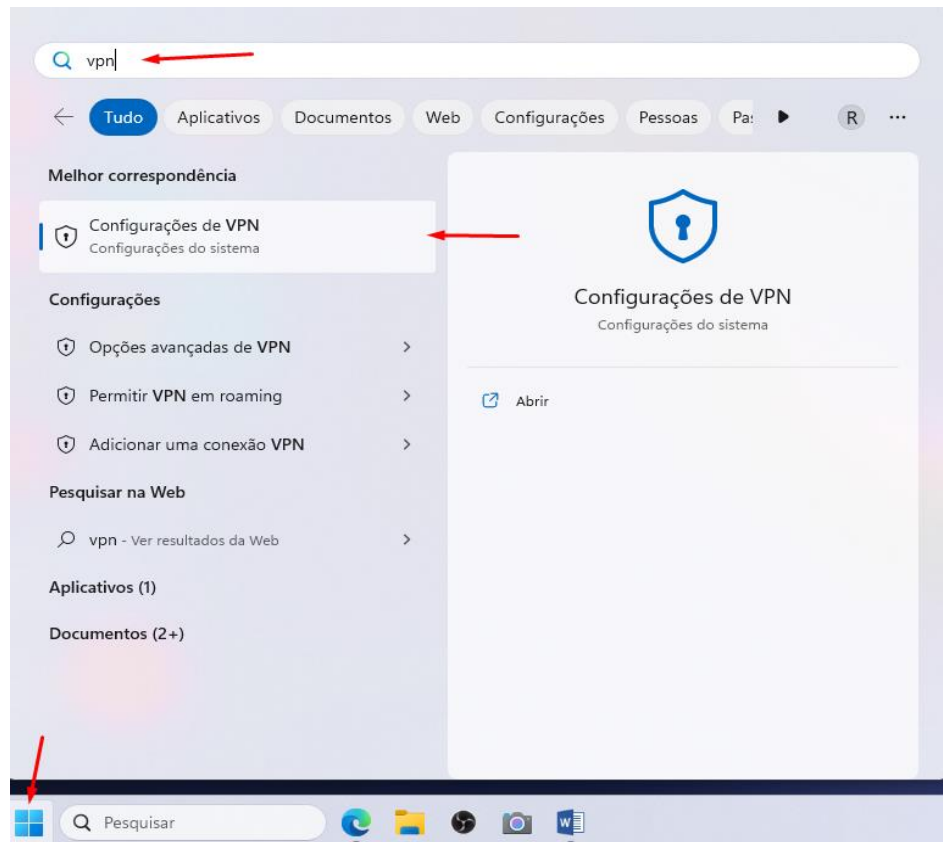 vpn
Tudo Aplicativos Documentos Web Configurações Pessoas Pa: R ...
Melhor correspondência
Configurações de VPN
Configurações do sistema
Configurações
Opções avançadas de VPN
Permitir VPN em roaming
Adicionar uma conexão VPN
Pesquisar na Web
vpn - Ver resultados da Web
Aplicativos (1)
Documentos (2+)
Configurações de VPN
Configurações do sistema
Abrir
Pesquisar
W